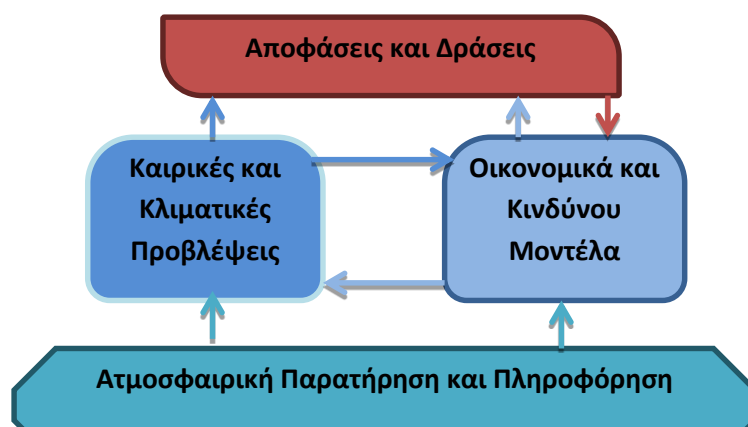 Αποφάσεις και Δράσεις
Καιρικές και
Κλιματικές
Προβλέψεις
Οικονομικά και
Κινδύνου
Μοντέλα
Ατμοσφαιρική Παρατήρηση και Πληροφόρηση